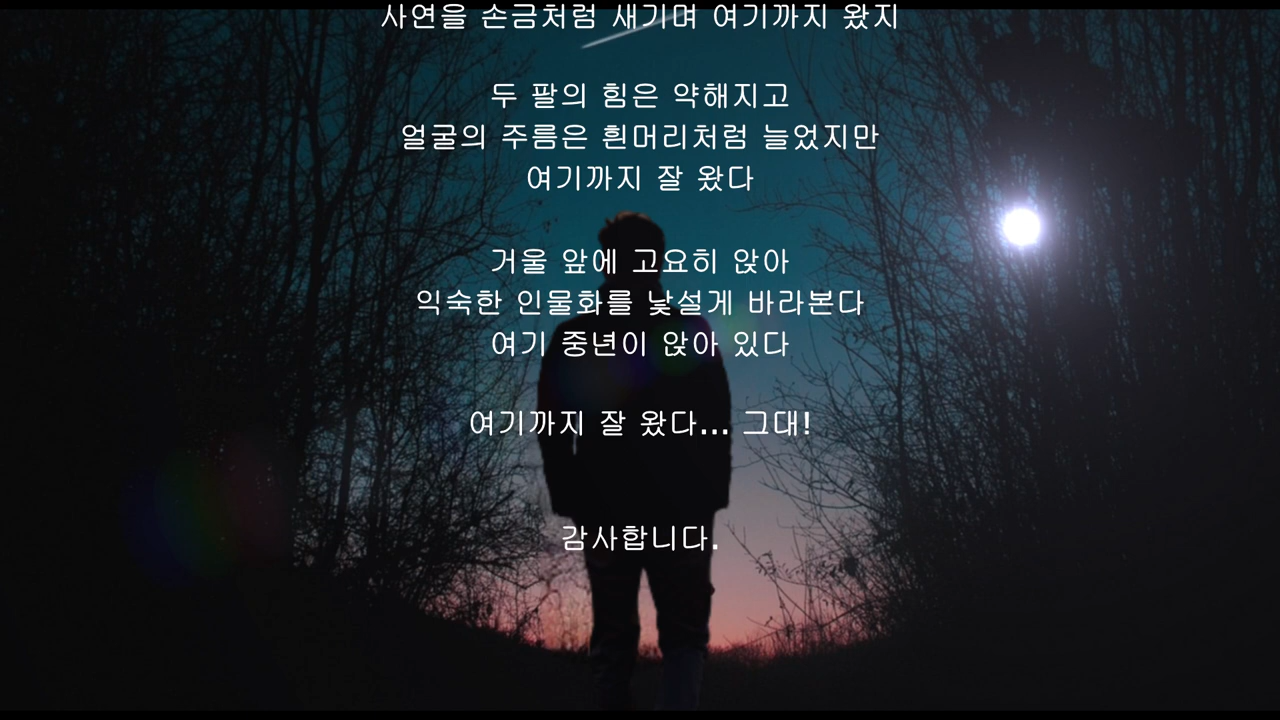 사연을 손금처럼 새기며 여기까지 왔지
두 팔의 힘은 약해지고
얼굴의 주름은 흰머리처럼 늘었지만
여기까지 잘 왔다
거울 앞에 고요히 앉아
익숙한 인물화를 낯설게 바라본다
여기 중년이 앉아 있다
여기까지 잘 왔다... 그대!
감사합니다.